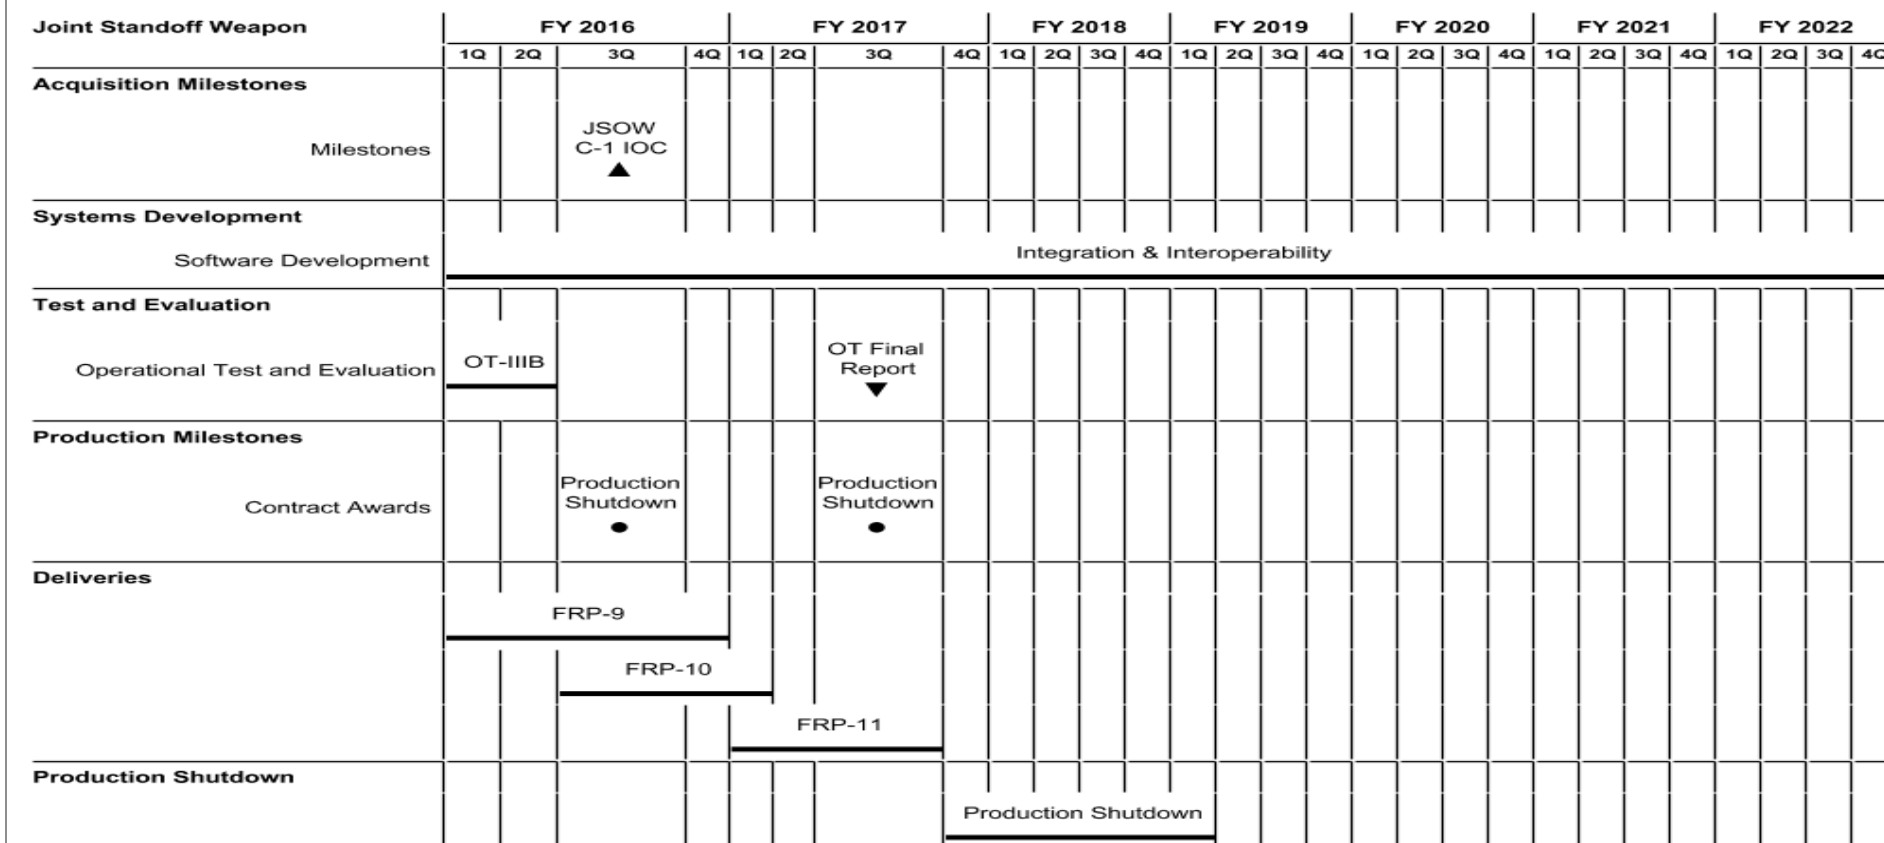 Joint Standoff Weapon FY 2016 FY 2017 FY 2018 FY 2019 FY 2020 FY 2021 FY 2022
1Q 2Q 3Q 4Q 1Q 2Q 3Q 4Q 1Q 2Q 3Q 4Q 1Q 2Q 3Q 4Q 1Q 2Q 3Q 4Q 1Q 2Q 3Q 4Q 1Q 2Q 3Q 4Q
Acquisition Milestones
JSOW
C-1 IOC
Milestones
Systems Development
Integration & Interoperability
Software Development
Test and Evaluation
OT-IIIB
OT Final
Report
Operational Test and Evaluation
Production Milestones
Production Production
Shutdown Shutdown
Contract Awards
Deliveries
FRP-9
FRP-10
FRP-11
Production Shutdown
Production Shutdown